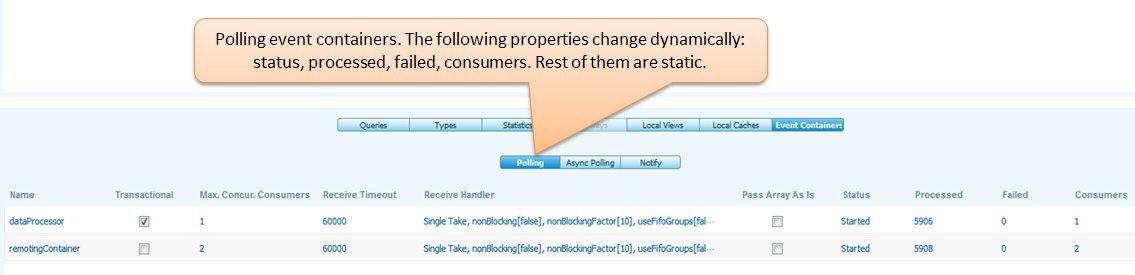 Polling event containers. The following properties change dynamically:
status, processed, failed, consumers. Rest of them are static.
Queries Types Statistics Local Views Local Caches Event Container:
Polling Async Polling Notify
Name Transactional Max. Concur. Consumers Receive Timeout Receive Handler Pass Array As Is Status Processed Failed Consumers
dataProcessor 1 60000 Single Take, nonBlocking[false], nonBlockingFactor[10], useFifoGroups[fal... Started 5906 0 1
remotingContainer 2 60000 Single Take, nonBlocking[false], nonBlockingFactor[10], useFifoGroups[fal... Started 5908 0 2